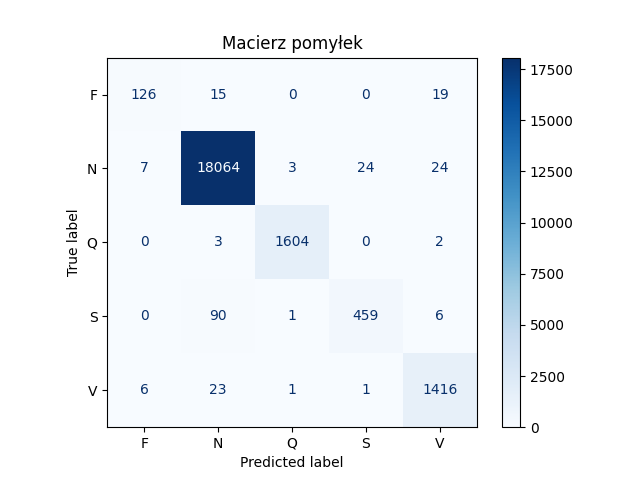 Macierz pomyłek
True label
F 126 15 0 0 19
N 7 18064 3 24 24
Q 0 3 1604 0 2
S 0 90 1 459 6
V 6 23 1 1 1416
F N Q S V
Predicted label
17500
15000
12500
10000
7500
5000
2500
0